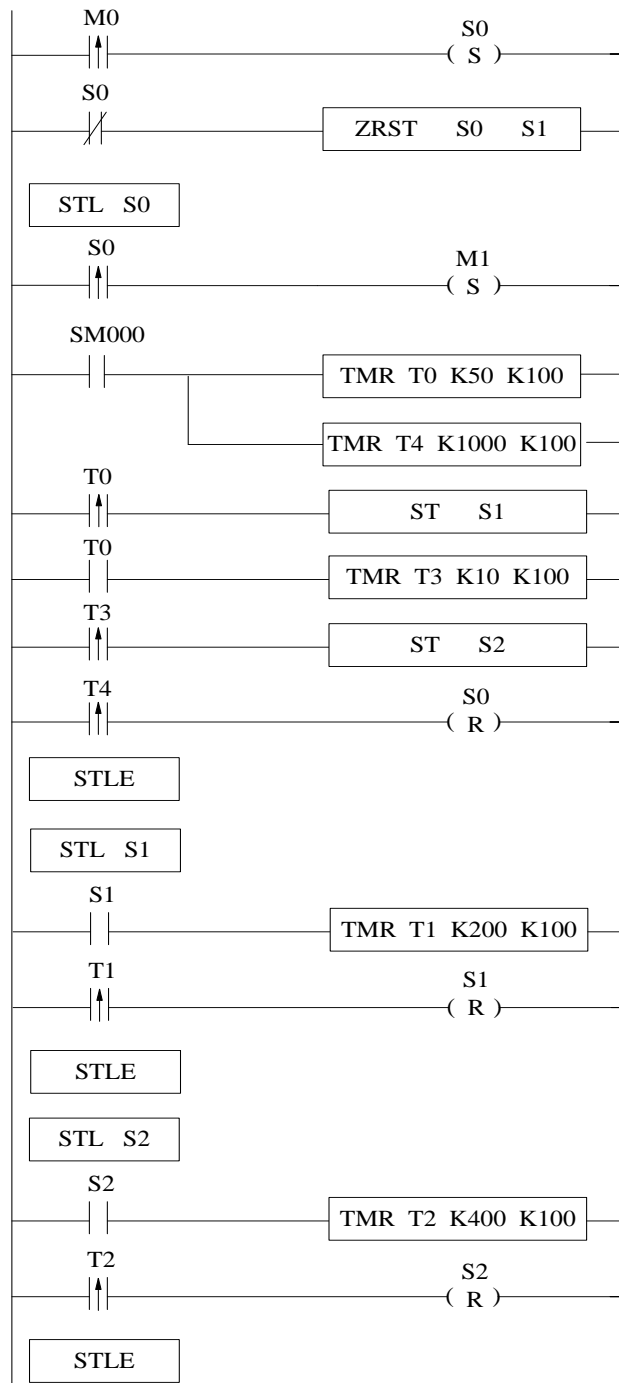 M0 S0
( S )
S0
ZRST S0 S1
STL S0
S0 M1
( S )
SM000
TMR T0 K50 K100
TMR T4 K1000 K100
T0
ST S1
T0
TMR T3 K10 K100
T3
ST S2
T4 S0
( R )
STLE
STL S1
S1
TMR T1 K200 K100
T1 S1
( R )
STLE
STL S2
S2
TMR T2 K400 K100
T2 S2
( R )
STLE